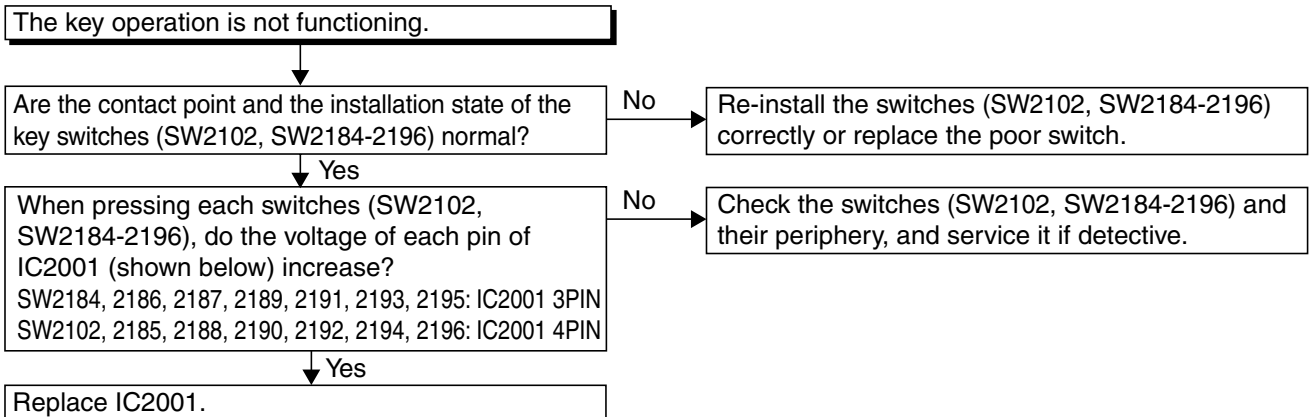 The key operation is not functioning.
Are the contact point and the installation state of the
key switches (SW2102, SW2184-2196) normal?
No
Re-install the switches (SW2102, SW2184-2196)
correctly or replace the poor switch.
Yes
When pressing each switches (SW2102,
SW2184-2196), do the voltage of each pin of
IC2001 (shown below) increase?
SW2184, 2186, 2187, 2189, 2191, 2193, 2195: IC2001 3PIN
SW2102, 2185, 2188, 2190, 2192, 2194, 2196: IC2001 4PIN
No
Check the switches (SW2102, SW2184-2196) and
their periphery, and service it if detective.
Yes
Replace IC2001.